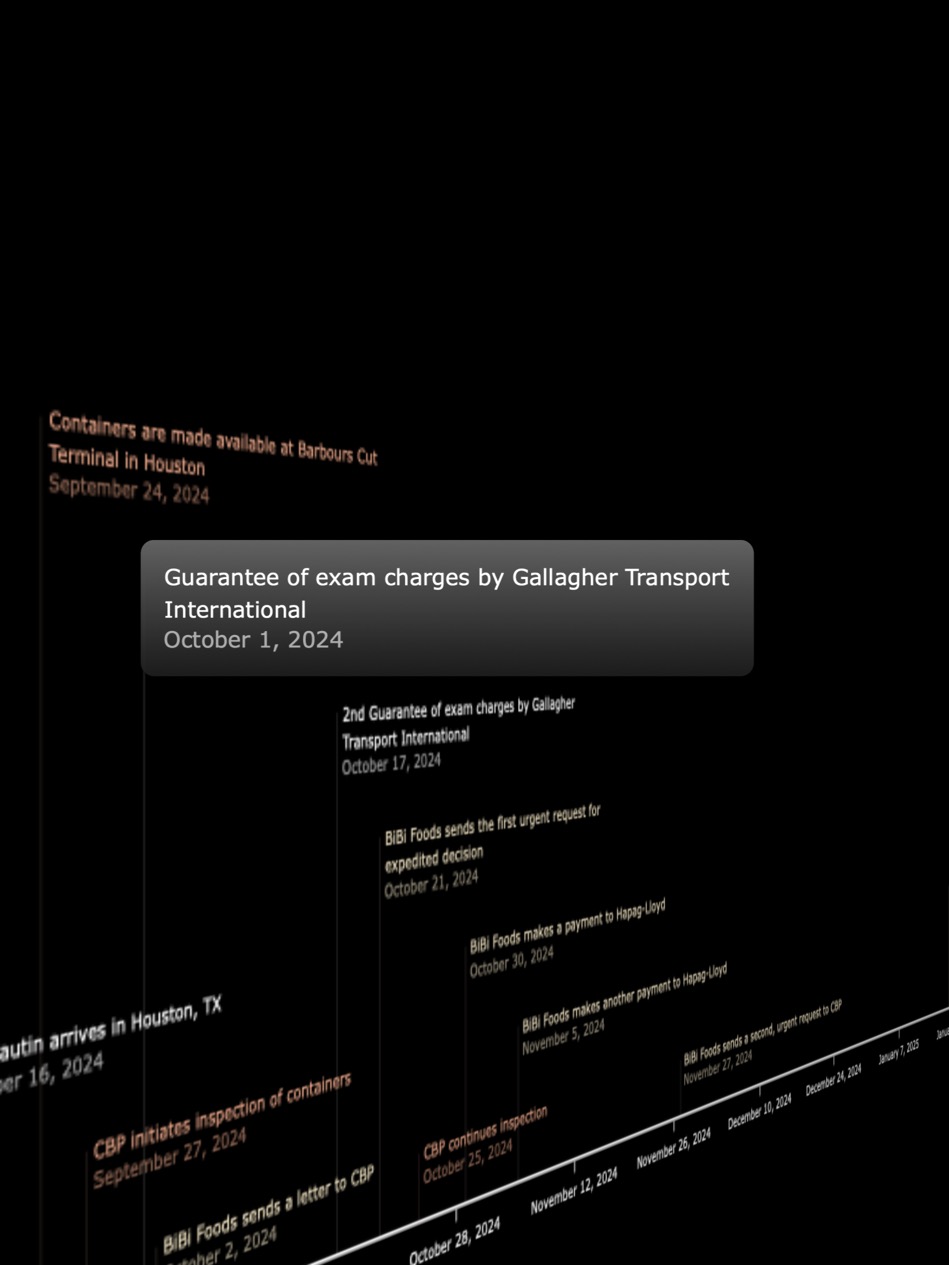 Containers are made available at Barbours Cut
Terminal in Houston
September 24, 2024
Guarantee of exam charges by Gallagher Transport
International
October 1, 2024
2nd Guarantee of exam charges by Gallagher
Transport International
October 17, 2024
BiBi Foods sends the first urgent request for
expedited decision
October 21, 2024
BiBi Foods makes a payment to Hapag-Lloyd
October 30, 2024
BiBi Foods makes another payment to Hapag-Lloyd
November 5, 2024
autin arrives in Houston, TX
er 16, 2024
BiBi Foods sends a second, urgent request to CBP
November 27, 2024
CBP initiates inspection of containers
September 27, 2024
CBP continues inspection
October 25, 2024
BiBi Foods sends a letter to CBP
tober 2, 2024
October 28, 2024
November 12, 2024
November 26, 2024
December 10, 2024
December 24, 2024
January 7, 2025